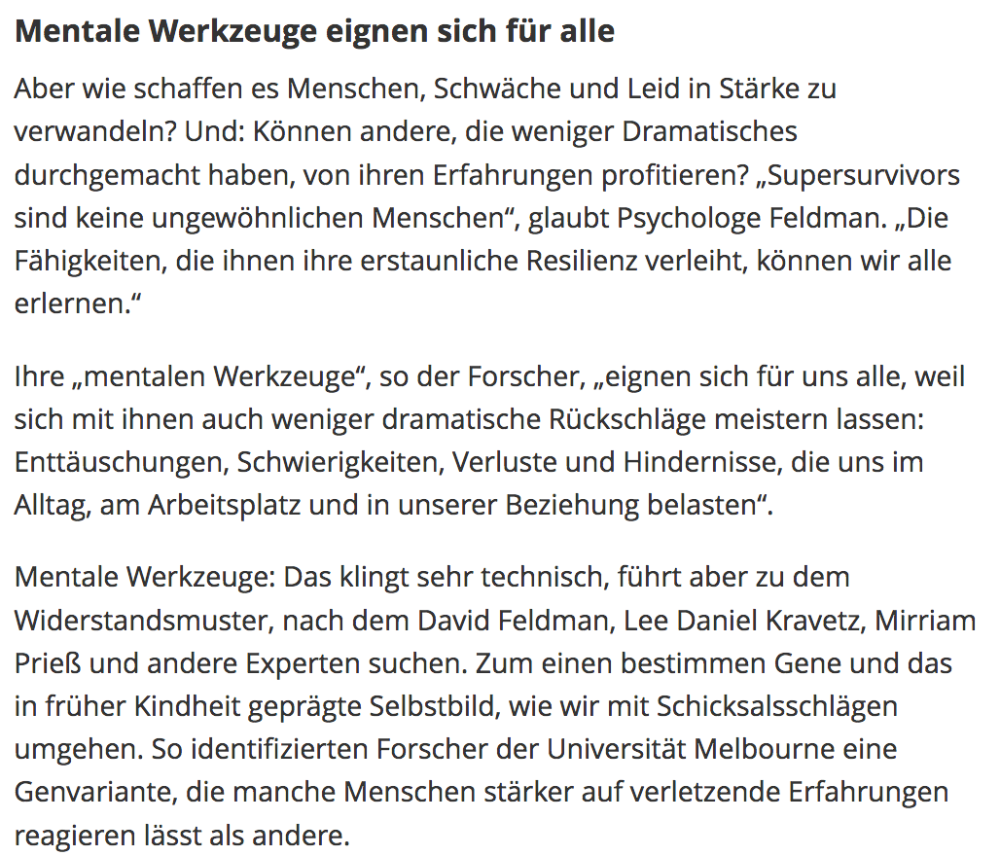 Mentale Werkzeuge eignen sich für alle
Aber wie schaffen es Menschen, Schwäche und Leid in Stärke zu
verwandeln? Und: Können andere, die weniger Dramatisches
durchgemacht haben, von ihren Erfahrungen profitieren? „Supersurvivors
sind keine ungewöhnlichen Menschen“, glaubt Psychologe Feldman. „Die
Fähigkeiten, die ihnen ihre erstaunliche Resilienz verleiht, können wir alle
erlernen.“
Ihre „mentalen Werkzeuge“, so der Forscher, „eignen sich für uns alle, weil
sich mit ihnen auch weniger dramatische Rückschläge meistern lassen:
Enttäuschungen, Schwierigkeiten, Verluste und Hindernisse, die uns im
Alltag, am Arbeitsplatz und in unserer Beziehung belasten“.
Mentale Werkzeuge: Das klingt sehr technisch, führt aber zu dem
Widerstandsmuster, nach dem David Feldman, Lee Daniel Kravetz, Mirriam
Prieß und andere Experten suchen. Zum einen bestimmen Gene und das
in früher Kindheit geprägte Selbstbild, wie wir mit Schicksalsschlägen
umgehen. So identifizierten Forscher der Universität Melbourne eine
Genvariante, die manche Menschen stärker auf verletzende Erfahrungen
reagieren lässt als andere.